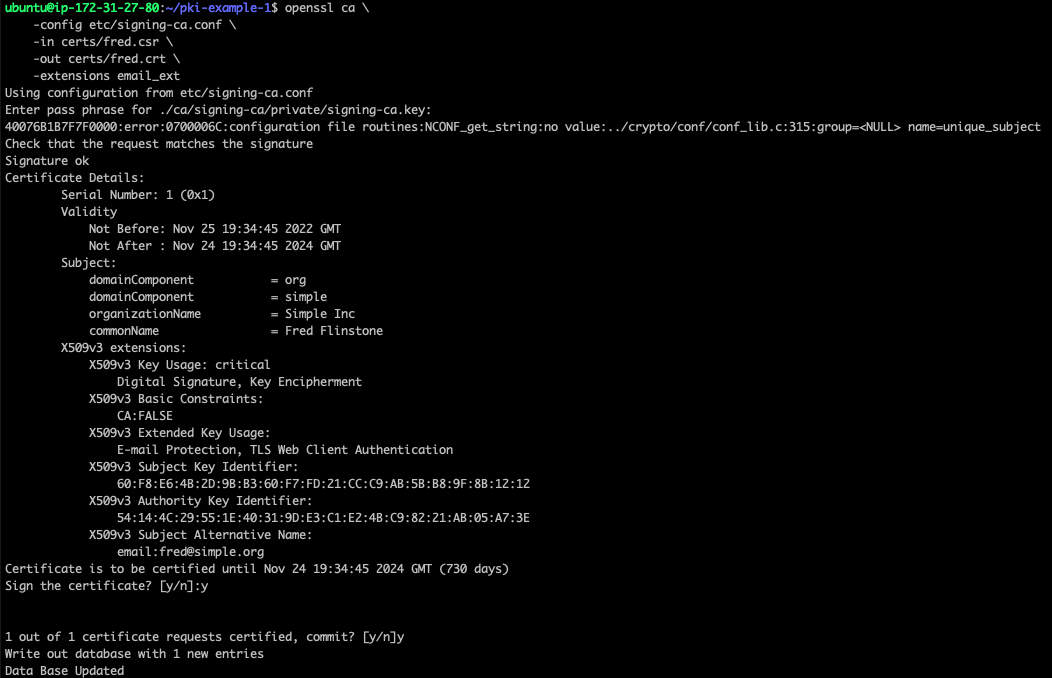 ubuntu@ip-172-31-27-80:~/pki-example-1$ openssl ca \
    -config etc/signing-ca.conf \
    -in certs/fred.csr \
    -out certs/fred.crt \
    -extensions email_ext
Using configuration from etc/signing-ca.conf
Enter pass phrase for ./ca/signing-ca/private/signing-ca.key:
40076B1B7F7F0000:error:0700006C:configuration file routines:NCONF_get_string:no value:../crypto/conf/conf_lib.c:315:group=<NULL> name=unique_subject
Check that the request matches the signature
Signature ok
Certificate Details:
        Serial Number: 1 (0x1)
        Validity
            Not Before: Nov 25 19:34:45 2022 GMT
            Not After : Nov 24 19:34:45 2024 GMT
        Subject:
            domainComponent           = org
            domainComponent           = simple
            organizationName          = Simple Inc
            commonName                = Fred Flinstone
        X509v3 extensions:
            X509v3 Key Usage: critical
                Digital Signature, Key Encipherment
            X509v3 Basic Constraints:
                CA:FALSE
            X509v3 Extended Key Usage:
                E-mail Protection, TLS Web Client Authentication
            X509v3 Subject Key Identifier:
                60:F8:E6:4B:2D:9B:B3:60:F7:FD:21:CC:C9:AB:5B:B8:9F:8B:12:12
            X509v3 Authority Key Identifier:
                54:14:4C:29:55:1E:40:31:9D:E3:C1:E2:4B:C9:82:21:AB:05:A7:3E
            X509v3 Subject Alternative Name:
                email:fred@simple.org
Certificate is to be certified until Nov 24 19:34:45 2024 GMT (730 days)
Sign the certificate? [y/n]:y
1 out of 1 certificate requests certified, commit? [y/n]y
Write out database with 1 new entries
Data Base Updated